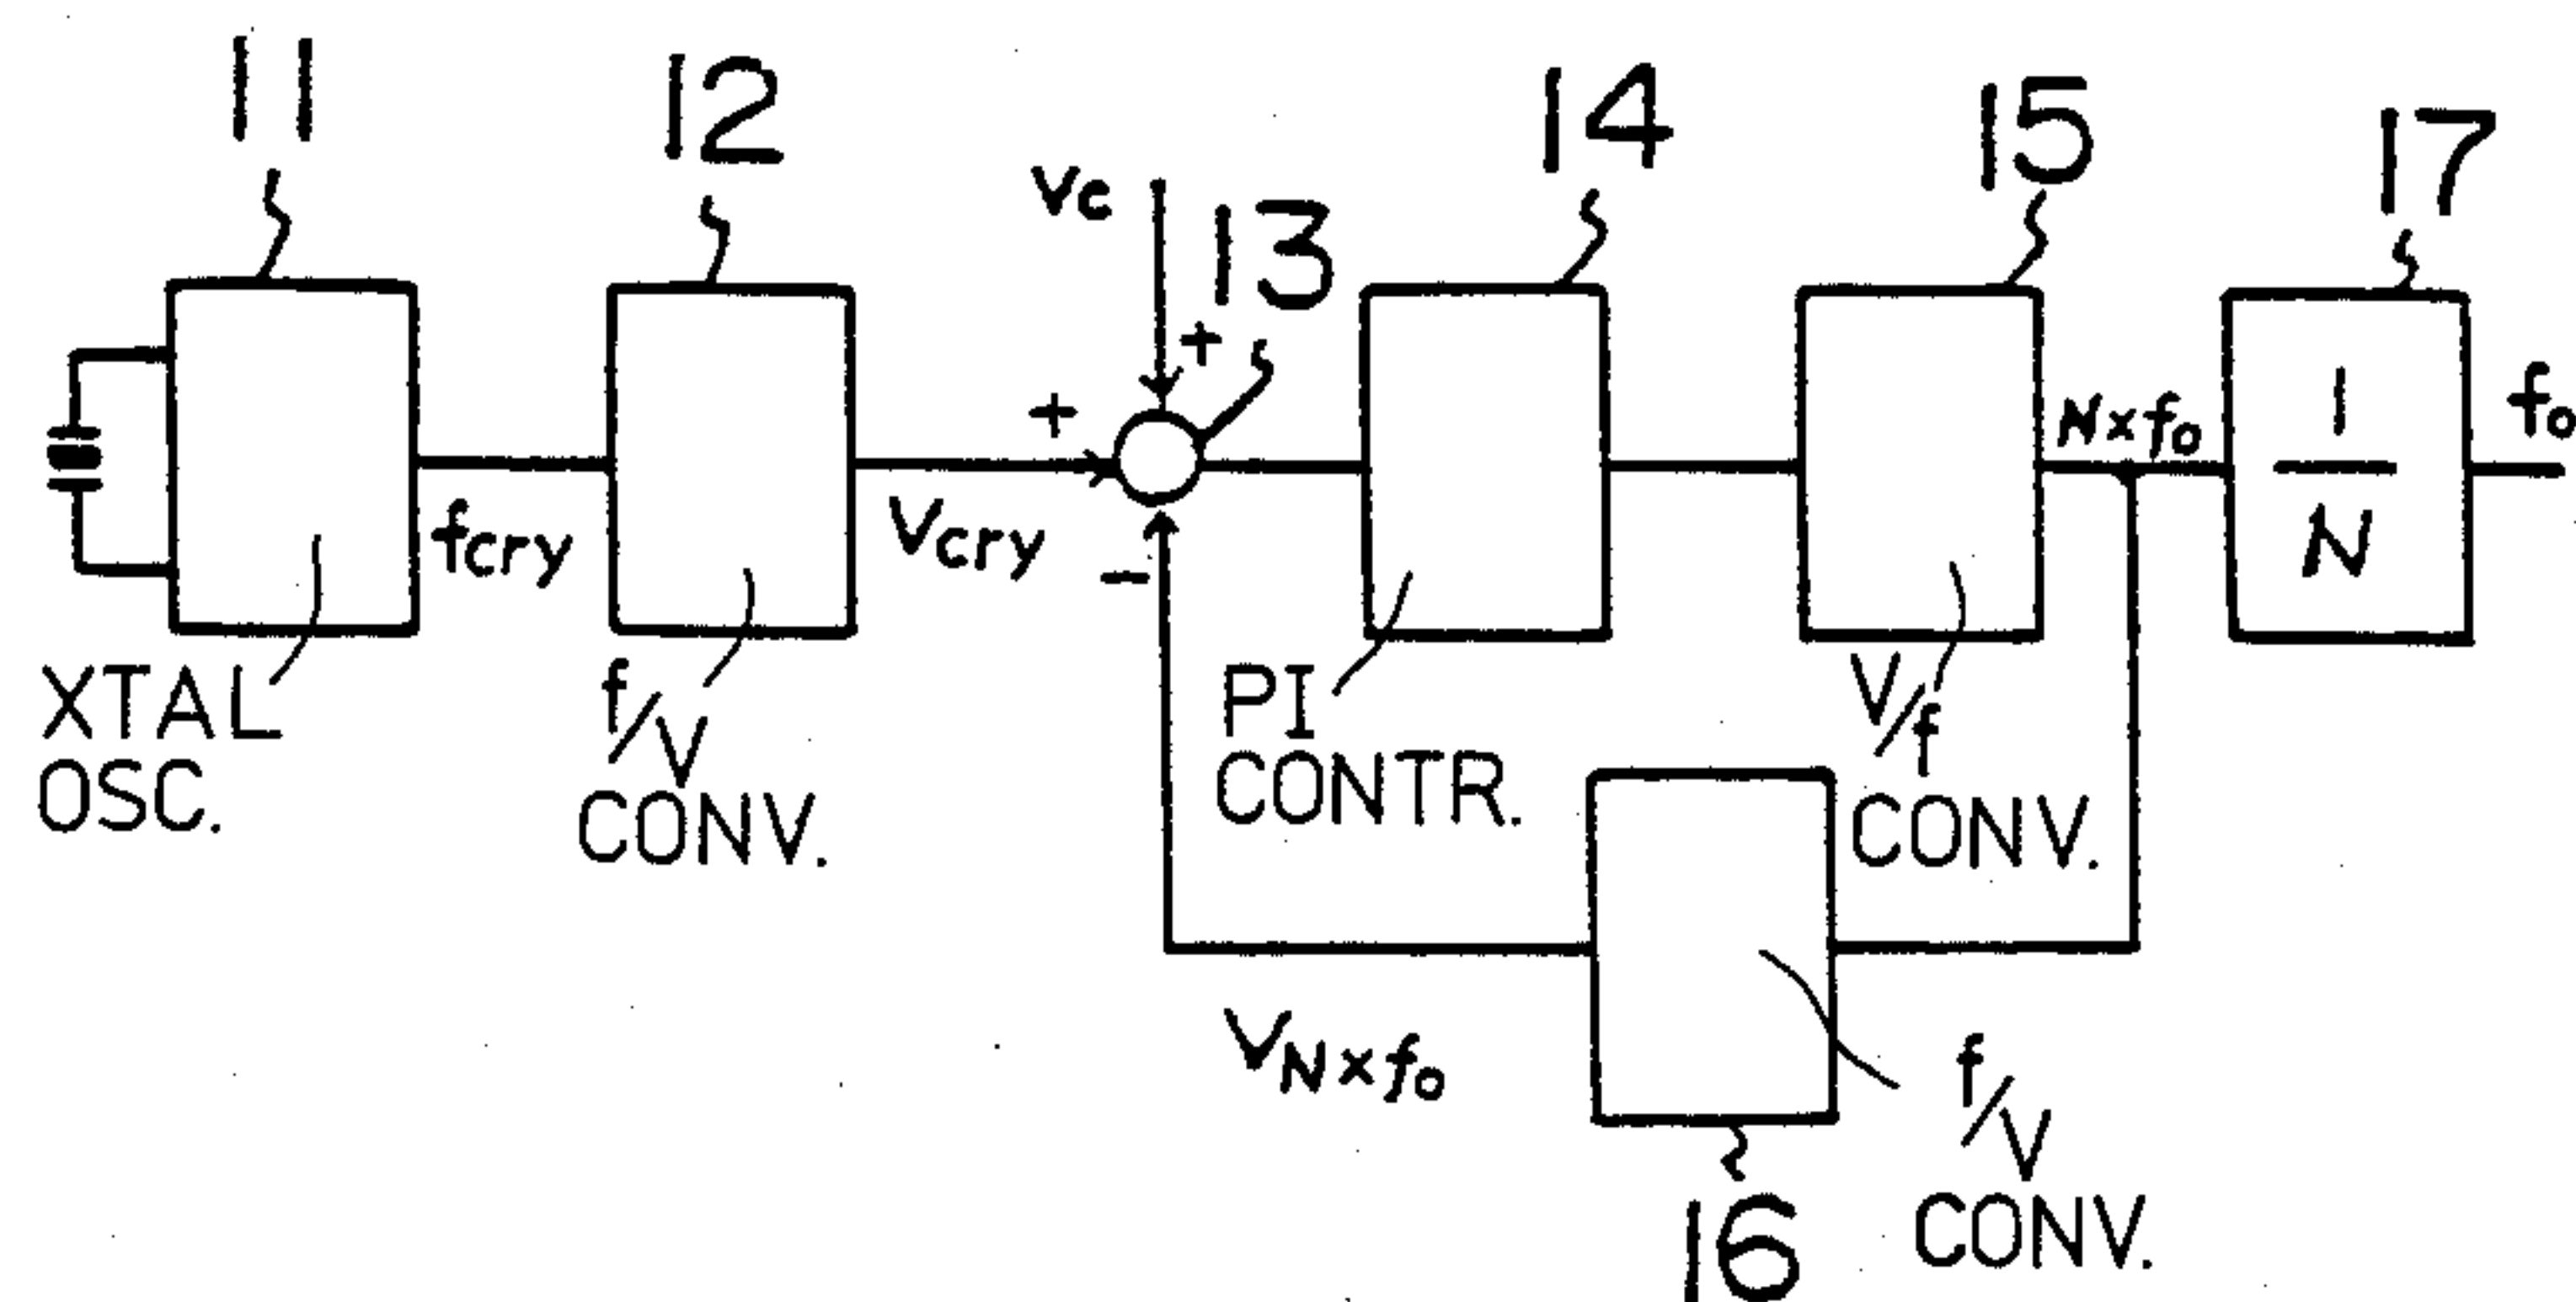 11
12
13
14
15
17
Vc
+
+
-
fcry
Vcry
N×fo
1
N
fo
XTAL
OSC.
f/V
CONV.
PI
CONTR.
V/f
CONV.
VN×fo
f/V
CONV.
16